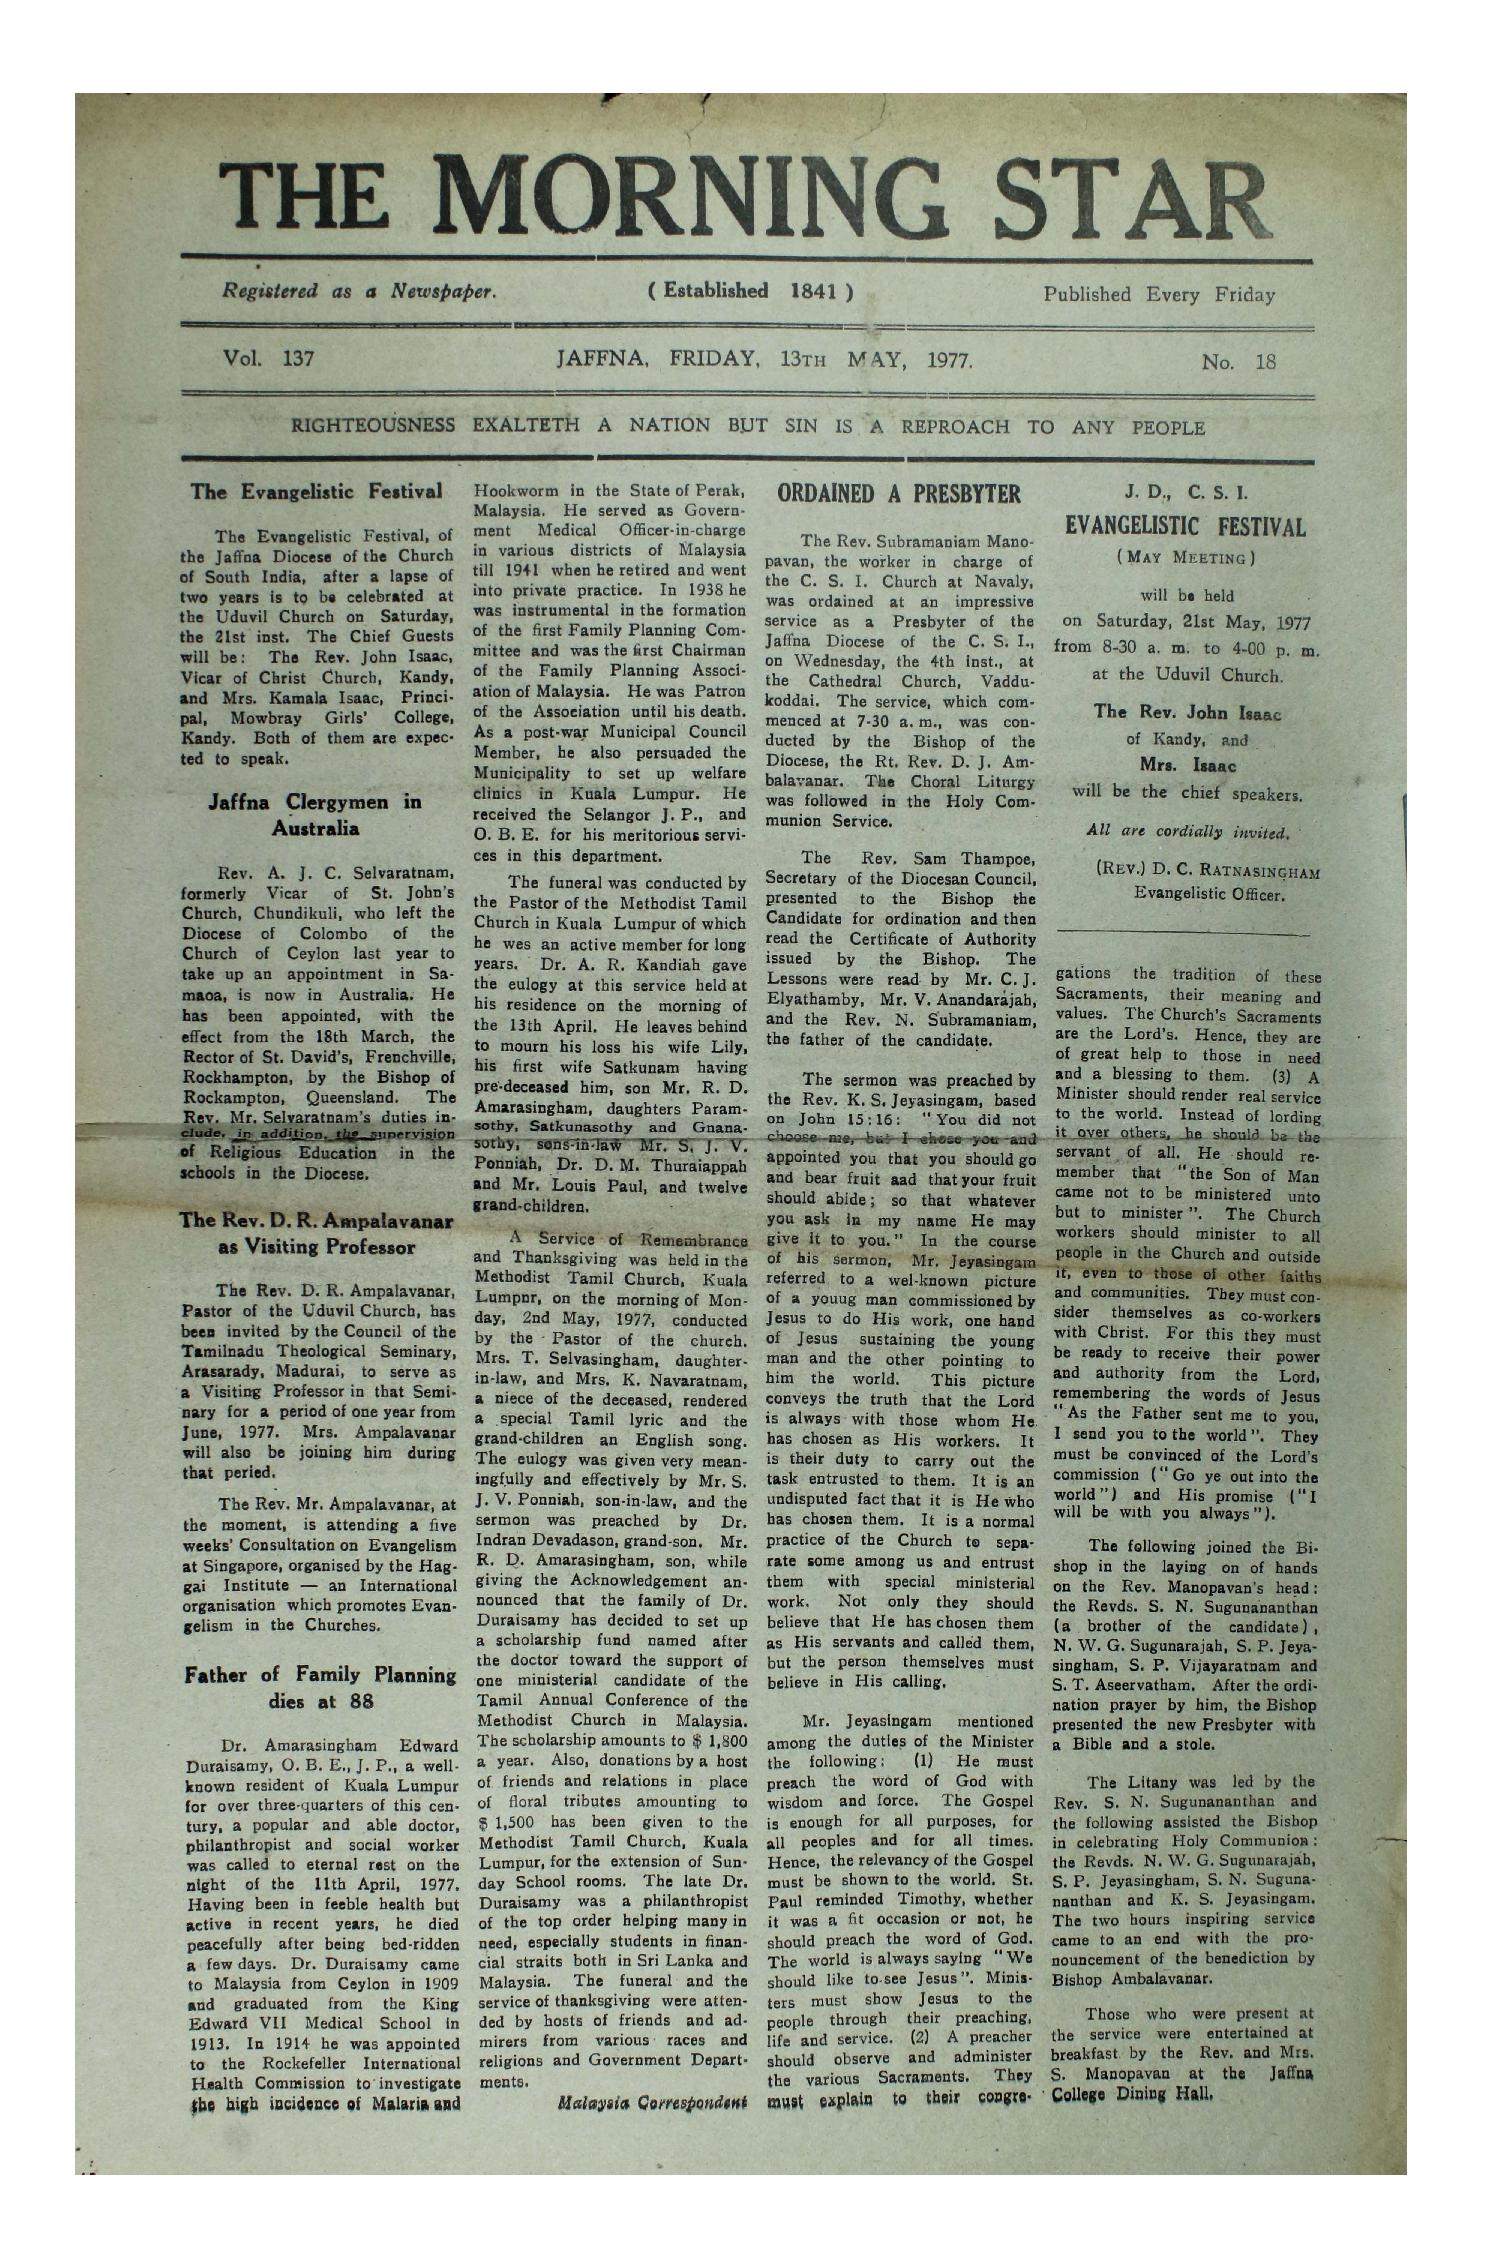 THE MORNING STAR
Registered as a Newspaper. ( Established 1841 ) Published Every Friday
Vol. 137 JAFFNA, FRIDAY, 13TH MAY, 1977. No. 18
RIGHTEOUSNESS EXALTETH A NATION BUT SIN IS A REPROACH TO ANY PEOPLE
The Evangelistic Festival
The Evangelistic Festival, of
the Jaffna Diocese of the Church
of South India, after a lapse of
two years is to be celebrated at
the Uduvil Church on Saturday,
the 21st inst. The Chief Guests
will be: The Rev. John Isaac,
Vicar of Christ Church, Kandy,
and Mrs. Kamala Isaac, Princi-
pal, Mowbray Girls' College,
Kandy. Both of them are expec-
ted to speak.
Jaffna Clergymen in
Australia
Rev. A. J. C. Selvaratnam,
formerly Vicar of St. John's
Church, Chundikuli, who left the
Diocese of Colombo of the
Church of Ceylon last year to
take up an appointment in Sa-
maoa, is now in Australia. He
has been appointed, with the
effect from the 18th March, the
Rector of St. David's, Frenchville,
Rockhampton, by the Bishop of
Rockampton, Queensland. The
Rev. Mr. Selvaratnam's duties in-
clude, in addition, the supervision
of Religious Education in the
schools in the Diocese.
The Rev. D. R. Ampalavanar
as Visiting Professor
The Rev. D. R. Ampalavanar,
Pastor of the Uduvil Church, has
been invited by the Council of the
Tamilnadu Theological Seminary,
Arasarady, Madurai, to serve as
a Visiting Professor in that Semi-
nary for a period of one year from
June, 1977. Mrs. Ampalavanar
will also be joining him during
that peried.
The Rev. Mr. Ampalavanar, at
the moment, is attending a five
weeks' Consultation on Evangelism
at Singapore, organised by the Hag-
gai Institute — an International
organisation which promotes Evan-
gelism in the Churches.
Father of Family Planning
dies at 88
Dr. Amarasingham Edward
Duraisamy, O. B. E., J. P., a well-
known resident of Kuala Lumpur
for over three-quarters of this cen-
tury, a popular and able doctor,
philanthropist and social worker
was called to eternal rest on the
night of the 11th April, 1977.
Having been in feeble health but
active in recent years, he died
peacefully after being bed-ridden
a few days. Dr. Duraisamy came
to Malaysia from Ceylon in 1909
and graduated from the King
Edward VII Medical School in
1913. In 1914 he was appointed
to the Rockefeller International
Health Commission to investigate
the high incidence of Malaria and
Hookworm in the State of Perak,
Malaysia. He served as Govern-
ment Medical Officer-in-charge
in various districts of Malaysia
till 1941 when he retired and went
into private practice. In 1938 he
was instrumental in the formation
of the first Family Planning Com-
mittee and was the first Chairman
of the Family Planning Associ-
ation of Malaysia. He was Patron
of the Association until his death.
As a post-war Municipal Council
Member, he also persuaded the
Municipality to set up welfare
clinics in Kuala Lumpur. He
received the Selangor J. P., and
O. B. E. for his meritorious servi-
ces in this department.
The funeral was conducted by
the Pastor of the Methodist Tamil
Church in Kuala Lumpur of which
he wes an active member for long
years. Dr. A. R. Kandiah gave
the eulogy at this service held at
his residence on the morning of
the 13th April. He leaves behind
to mourn his loss his wife Lily,
his first wife Satkunam having
pre-deceased him, son Mr. R. D.
Amarasingham, daughters Param-
sothy, Satkunasothy and Gnana-
sothy, sons-in-law Mr. S. J. V.
Ponniah, Dr. D. M. Thuraiappah
and Mr. Louis Paul, and twelve
grand-children.
A Service of Remembrance
and Thanksgiving was held in the
Methodist Tamil Church, Kuala
Lumpnr, on the morning of Mon-
day, 2nd May, 1977, conducted
by the Pastor of the church.
Mrs. T. Selvasingham, daughter-
in-law, and Mrs. K. Navaratnam,
a niece of the deceased, rendered
a special Tamil lyric and the
grand-children an English song.
The eulogy was given very mean-
ingfully and effectively by Mr. S.
J. V. Ponniah, son-in-law, and the
sermon was preached by Dr.
Indran Devadason, grand-son. Mr.
R. D. Amarasingham, son, while
giving the Acknowledgement an-
nounced that the family of Dr.
Duraisamy has decided to set up
a scholarship fund named after
the doctor toward the support of
one ministerial candidate of the
Tamil Annual Conference of the
Methodist Church in Malaysia.
The scholarship amounts to $ 1,800
a year. Also, donations by a host
of friends and relations in place
of floral tributes amounting to
$ 1,500 has been given to the
Methodist Tamil Church, Kuala
Lumpur, for the extension of Sun-
day School rooms. The late Dr.
Duraisamy was a philanthropist
of the top order helping many in
need, especially students in finan-
cial straits both in Sri Lanka and
Malaysia. The funeral and the
service of thanksgiving were atten-
ded by hosts of friends and ad-
mirers from various races and
religions and Government Depart-
ments.
Malaysia Correspondent
ORDAINED A PRESBYTER
The Rev. Subramaniam Mano-
pavan, the worker in charge of
the C. S. I. Church at Navaly,
was ordained at an impressive
service as a Presbyter of the
Jaffna Diocese of the C. S. I.,
on Wednesday, the 4th inst., at
the Cathedral Church, Vaddu-
koddai. The service, which com-
menced at 7-30 a. m., was con-
ducted by the Bishop of the
Diocese, the Rt. Rev. D. J. Am-
balavanar. The Choral Liturgy
was followed in the Holy Com-
munion Service.
The Rev. Sam Thampoe,
Secretary of the Diocesan Council,
presented to the Bishop the
Candidate for ordination and then
read the Certificate of Authority
issued by the Bishop. The
Lessons were read by Mr. C. J.
Elyathamby, Mr. V. Anandarajah,
and the Rev. N. Subramaniam,
the father of the candidate.
The sermon was preached by
the Rev. K. S. Jeyasingam, based
on John 15:16: "You did not
choose me, but I chose you and
appointed you that you should go
and bear fruit aad that your fruit
should abide; so that whatever
you ask in my name He may
give it to you." In the course
of his sermon, Mr. Jeyasingam
referred to a wel-known picture
of a youug man commissioned by
Jesus to do His work, one hand
of Jesus sustaining the young
man and the other pointing to
him the world. This picture
conveys the truth that the Lord
is always with those whom He
has chosen as His workers. It
is their duty to carry out the
task entrusted to them. It is an
undisputed fact that it is He who
has chosen them. It is a normal
practice of the Church to sepa-
rate some among us and entrust
them with special ministerial
work. Not only they should
believe that He has chosen them
as His servants and called them,
but the person themselves must
believe in His calling.
Mr. Jeyasingam mentioned
among the duties of the Minister
the following: (1) He must
preach the word of God with
wisdom and force. The Gospel
is enough for all purposes, for
all peoples and for all times.
Hence, the relevancy of the Gospel
must be shown to the world. St.
Paul reminded Timothy, whether
it was a fit occasion or not, he
should preach the word of God.
The world is always saying "We
should like to see Jesus". Minis-
ters must show Jesus to the
people through their preaching,
life and service. (2) A preacher
should observe and administer
the various Sacraments. They
must explain to their congre-
J. D., C. S. I.
EVANGELISTIC FESTIVAL
( MAY MEETING )
will be held
on Saturday, 21st May, 1977
from 8-30 a. m. to 4-00 p. m.
at the Uduvil Church.
The Rev. John Isaac
of Kandy, and
Mrs. Isaac
will be the chief speakers.
All are cordially invited.
(REV.) D. C. RATNASINGHAM
Evangelistic Officer.
gations the tradition of these
Sacraments, their meaning and
values. The Church's Sacraments
are the Lord's. Hence, they are
of great help to those in need
and a blessing to them. (3) A
Minister should render real service
to the world. Instead of lording
it over others, he should be the
servant of all. He should re-
member that "the Son of Man
came not to be ministered unto
but to minister". The Church
workers should minister to all
people in the Church and outside
it, even to those of other faiths
and communities. They must con-
sider themselves as co-workers
with Christ. For this they must
be ready to receive their power
and authority from the Lord,
remembering the words of Jesus
"As the Father sent me to you,
I send you to the world". They
must be convinced of the Lord's
commission ("Go ye out into the
world") and His promise ("I
will be with you always").
The following joined the Bi-
shop in the laying on of hands
on the Rev. Manopavan's head:
the Revds. S. N. Sugunananthan
(a brother of the candidate),
N. W. G. Sugunarajah, S. P. Jeya-
singham, S. P. Vijayaratnam and
S. T. Aseervatham. After the ordi-
nation prayer by him, the Bishop
presented the new Presbyter with
a Bible and a stole.
The Litany was led by the
Rev. S. N. Sugunananthan and
the following assisted the Bishop
in celebrating Holy Communion:
the Revds. N. W. G. Sugunarajah,
S. P. Jeyasingham, S. N. Suguna-
nanthan and K. S. Jeyasingam.
The two hours inspiring service
came to an end with the pro-
nouncement of the benediction by
Bishop Ambalavanar.
Those who were present at
the service were entertained at
breakfast by the Rev. and Mrs.
S. Manopavan at the Jaffna
College Dining Hall.